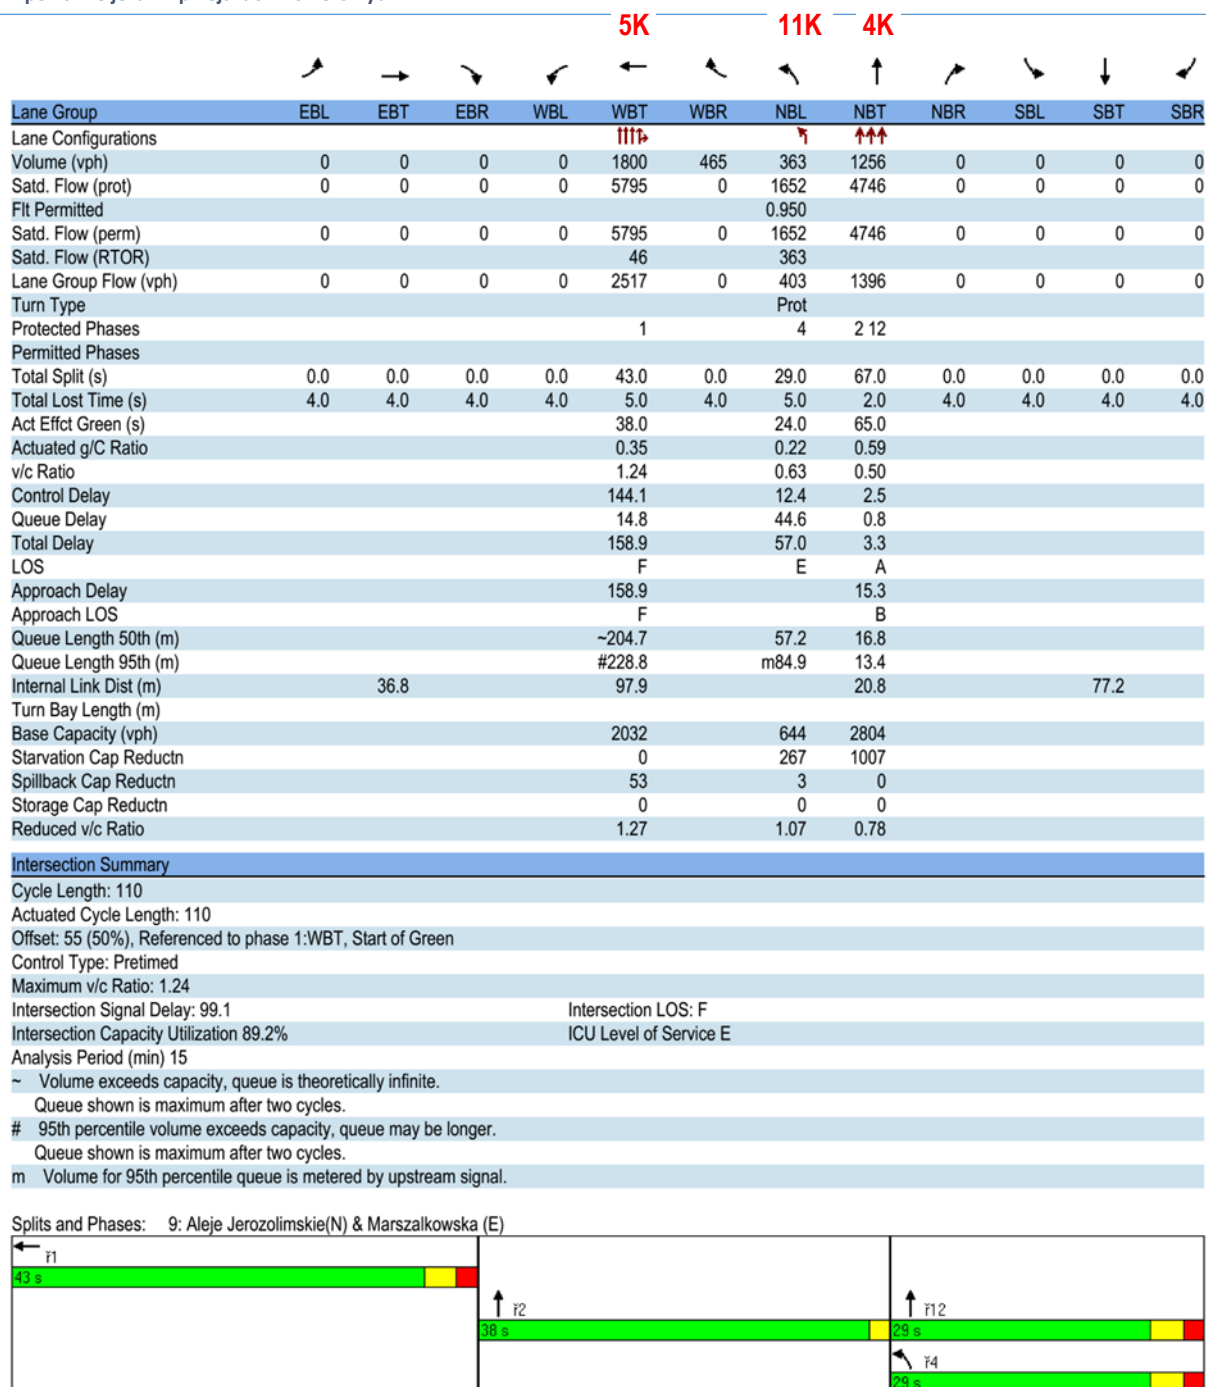 5K 11K 4K
Lane Group EBL EBT EBR WBL WBT WBR NBL NBT NBR SBL SBT SBR
Lane Configurations
Volume (vph) 0 0 0 0 1800 465 363 1256 0 0 0 0
Satd. Flow (prot) 0 0 0 0 5795 0 1652 4746 0 0 0 0
Flt Permitted 0.950
Satd. Flow (perm) 0 0 0 0 5795 0 1652 4746 0 0 0 0
Satd. Flow (RTOR) 46 363
Lane Group Flow (vph) 0 0 0 0 2517 0 403 1396 0 0 0 0
Turn Type Prot
Protected Phases 1 4 2 12
Permitted Phases
Total Split (s) 0.0 0.0 0.0 0.0 43.0 0.0 29.0 67.0 0.0 0.0 0.0 0.0
Total Lost Time (s) 4.0 4.0 4.0 4.0 5.0 4.0 5.0 2.0 4.0 4.0 4.0 4.0
Act Effct Green (s) 38.0 24.0 65.0
Actuated g/C Ratio 0.35 0.22 0.59
v/c Ratio 1.24 0.63 0.50
Control Delay 144.1 12.4 2.5
Queue Delay 14.8 44.6 0.8
Total Delay 158.9 57.0 3.3
LOS F E A
Approach Delay 158.9 15.3
Approach LOS F B
Queue Length 50th (m) ~204.7 57.2 16.8
Queue Length 95th (m) #228.8 m84.9 13.4
Internal Link Dist (m) 36.8 97.9 20.8 77.2
Turn Bay Length (m)
Base Capacity (vph) 2032 644 2804
Starvation Cap Reductn 0 267 1007
Spillback Cap Reductn 53 3 0
Storage Cap Reductn 0 0 0
Reduced v/c Ratio 1.27 1.07 0.78
Intersection Summary
Cycle Length: 110
Actuated Cycle Length: 110
Offset: 55 (50%), Referenced to phase 1:WBT, Start of Green
Control Type: Pretimed
Maximum v/c Ratio: 1.24
Intersection Signal Delay: 99.1 Intersection LOS: F
Intersection Capacity Utilization 89.2% ICU Level of Service E
Analysis Period (min) 15
~ Volume exceeds capacity, queue is theoretically infinite.
Queue shown is maximum after two cycles.
# 95th percentile volume exceeds capacity, queue may be longer.
Queue shown is maximum after two cycles.
m Volume for 95th percentile queue is metered by upstream signal.
Splits and Phases: 9: Aleje Jerozolimskie(N) & Marszalkowska (E)
ř1
43 s
ř2 ř12
38 s 29 s
ř4
29 s